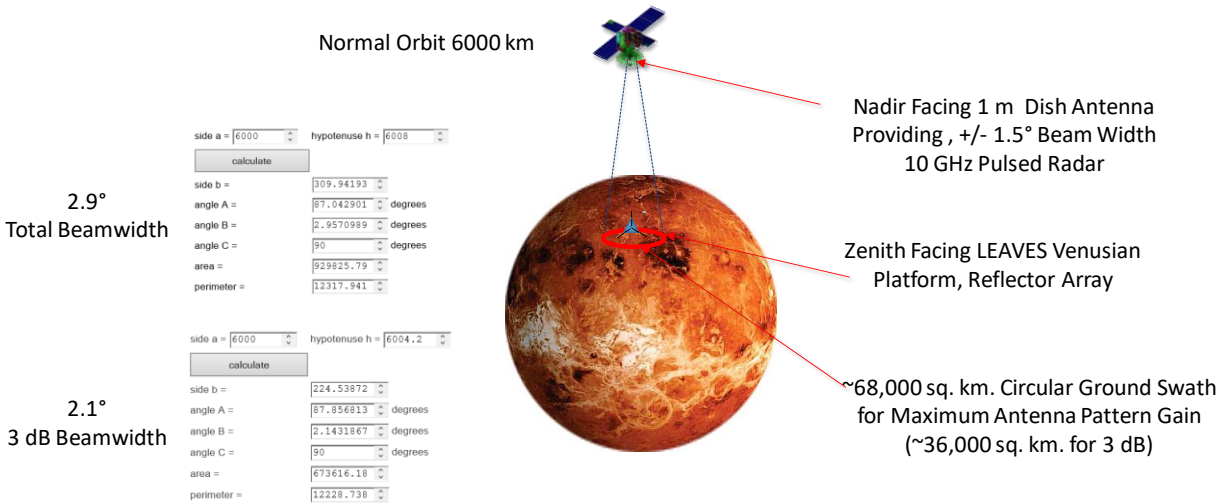 Normal Orbit 6000 km
Nadir Facing 1 m Dish Antenna
Providing , +/- 1.5° Beam Width
10 GHz Pulsed Radar
side a = 6000 hypotenuse h = 6008
calculate
side b = 309.94193
angle A = 87.042901 degrees
angle B = 2.9570989 degrees
angle C = 90 degrees
area = 929825.79
perimeter = 12317.941
2.9°
Total Beamwidth
Zenith Facing LEAVES Venusian
Platform, Reflector Array
side a = 6000 hypotenuse h = 6004.2
calculate
side b = 224.53872
angle A = 87.856813 degrees
angle B = 2.1431867 degrees
angle C = 90 degrees
area = 673616.18
perimeter = 12228.738
2.1°
3 dB Beamwidth
~68,000 sq. km. Circular Ground Swath
for Maximum Antenna Pattern Gain
(~36,000 sq. km. for 3 dB)